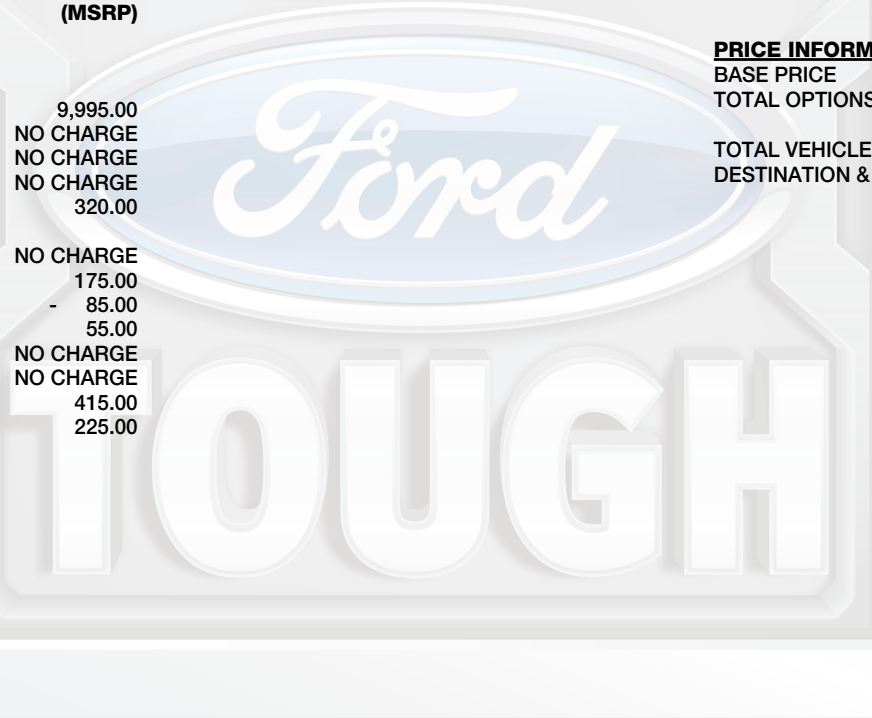 (MSRP)
9,995.00
NO CHARGE
NO CHARGE
NO CHARGE
320.00
NO CHARGE
175.00
- 85.00
55.00
NO CHARGE
NO CHARGE
415.00
225.00
PRICE INFORM
BASE PRICE
TOTAL OPTIONS
TOTAL VEHICLE
DESTINATION &
Ford
TOUGH